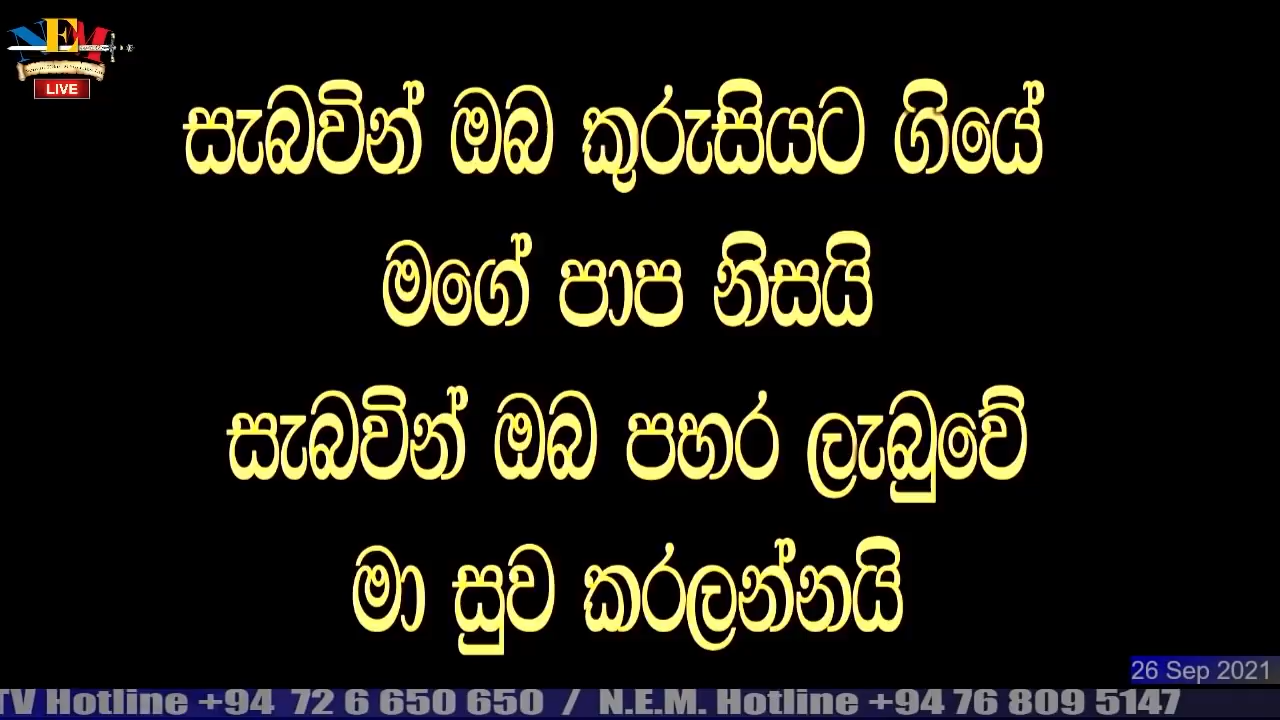 NEM
LIVE
සැබවින් ඔබ කුරුසියට ගියේ
මගේ පාප නිසයි
සැබවින් ඔබ පහර ලැබුවේ
මා සුව කරලන්නයි
26 Sep 2021
TV Hotline +94 72 6 650 650 / N.E.M. Hotline +94 76 809 5147